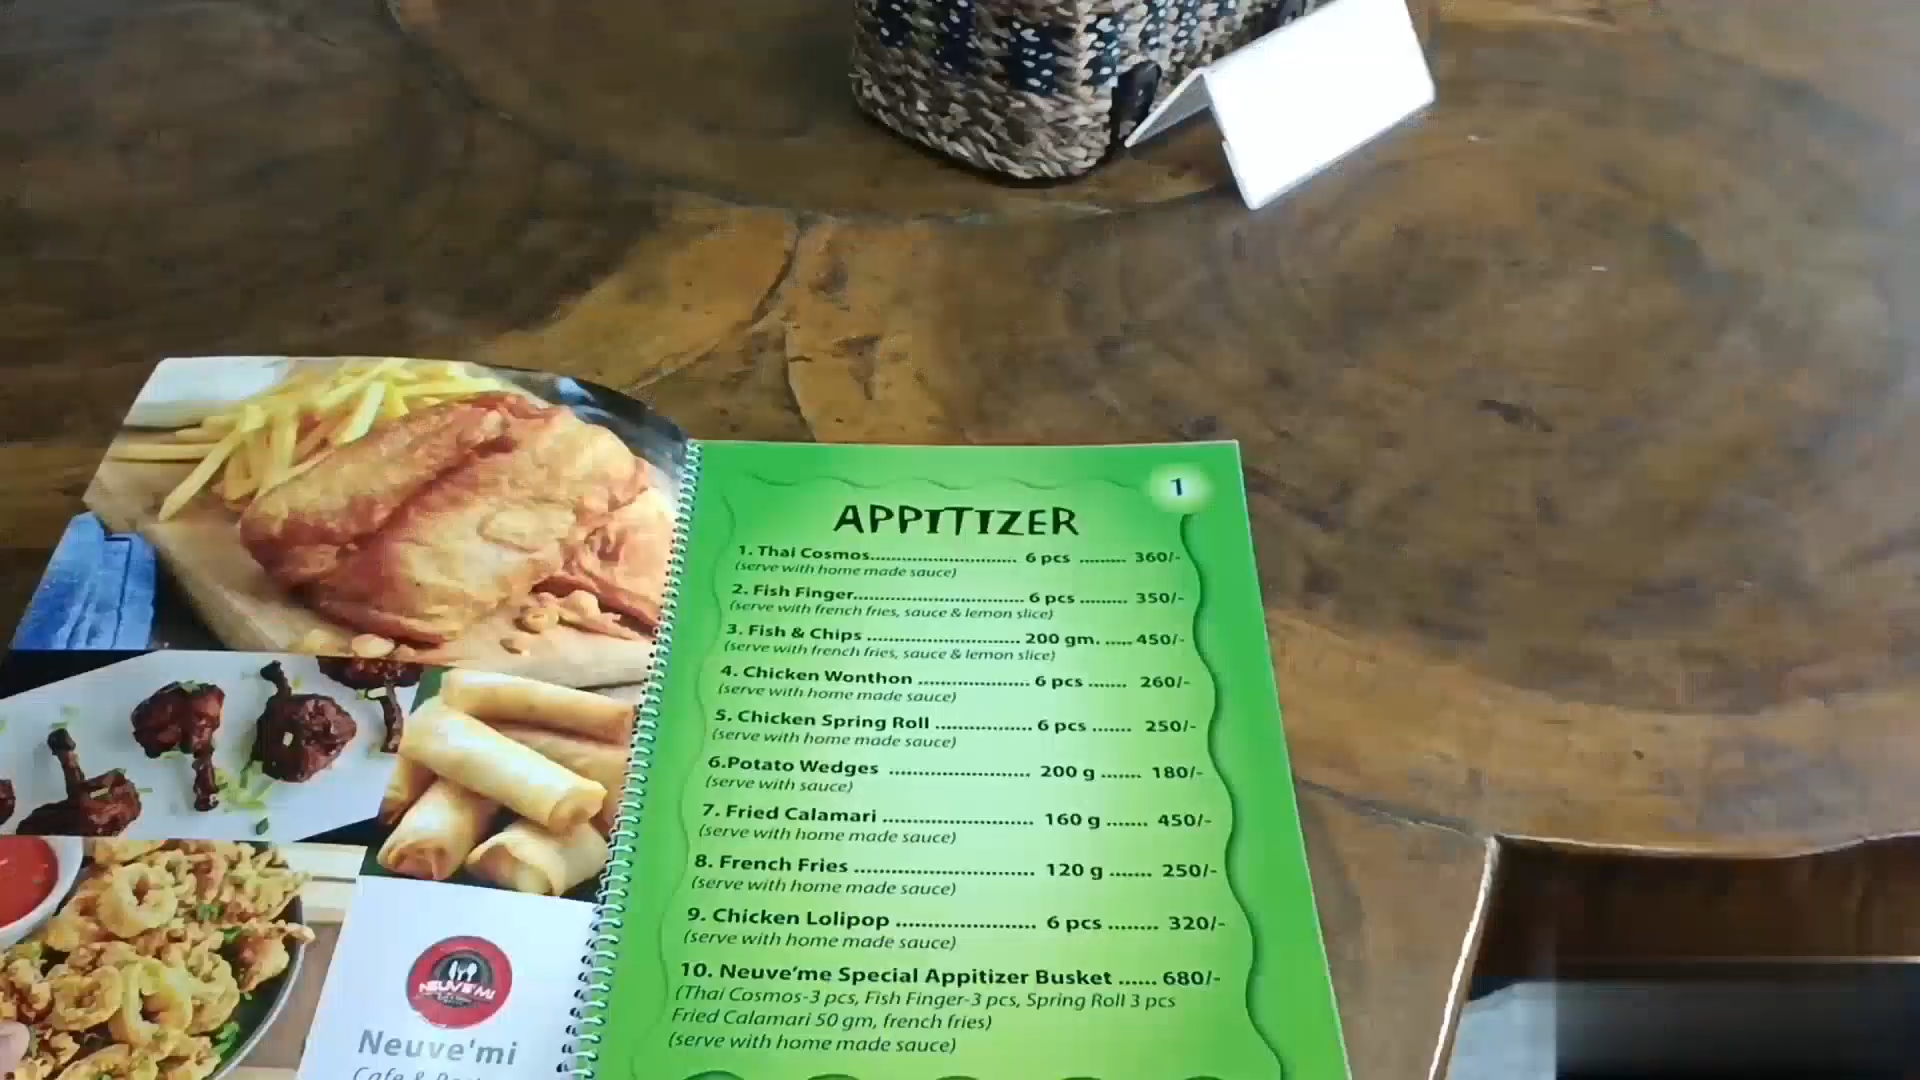 1
APPITIZER
1. Thai Cosmos........................... 6 pcs ......... 360/-
(serve with home made sauce)
2. Fish Finger............................... 6 pcs ......... 350/-
(serve with french fries, sauce & lemon slice)
3. Fish & Chips ........................... 200 gm. ..... 450/-
(serve with french fries, sauce & lemon slice)
4. Chicken Wonthon .................... 6 pcs ....... 260/-
(serve with home made sauce)
5. Chicken Spring Roll ................. 6 pcs ....... 250/-
(serve with home made sauce)
6.Potato Wedges ........................ 200 g ....... 180/-
(serve with sauce)
7. Fried Calamari ......................... 160 g ....... 450/-
(serve with home made sauce)
8. French Fries .............................. 120 g ....... 250/-
(serve with home made sauce)
9. Chicken Lolipop ....................... 6 pcs ........ 320/-
(serve with home made sauce)
10. Neuve'me Special Appitizer Busket ...... 680/-
(Thai Cosmos-3 pcs, Fish Finger-3 pcs, Spring Roll 3 pcs
Fried Calamari 50 gm, french fries)
(serve with home made sauce)
NEUVE'MI
Neuve'mi
Cafe &